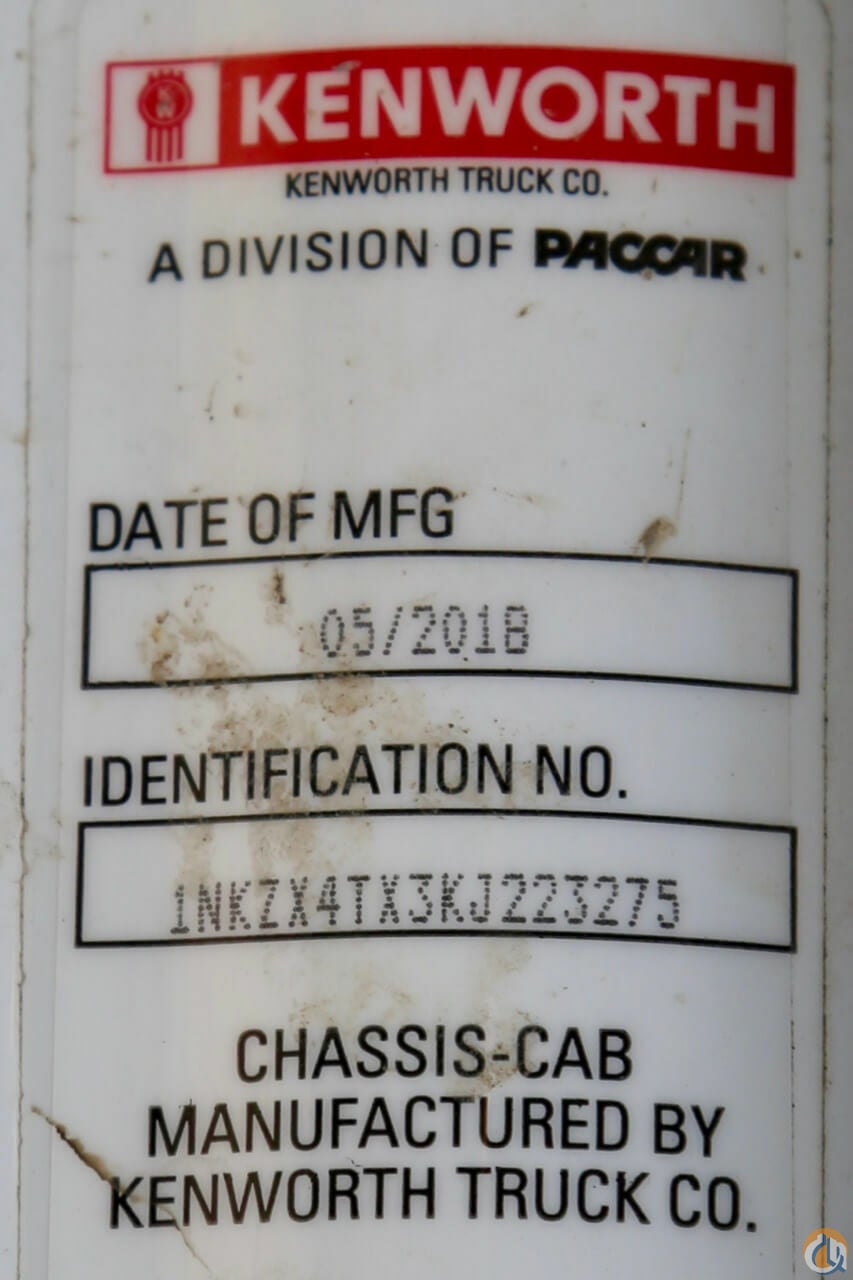 KENWORTH
KENWORTH TRUCK CO.
A DIVISION OF PACCAR
DATE OF MFG
05/2018
IDENTIFICATION NO.
1NKZX4TX3KJ223275
CHASSIS-CAB
MANUFACTURED BY
KENWORTH TRUCK CO.